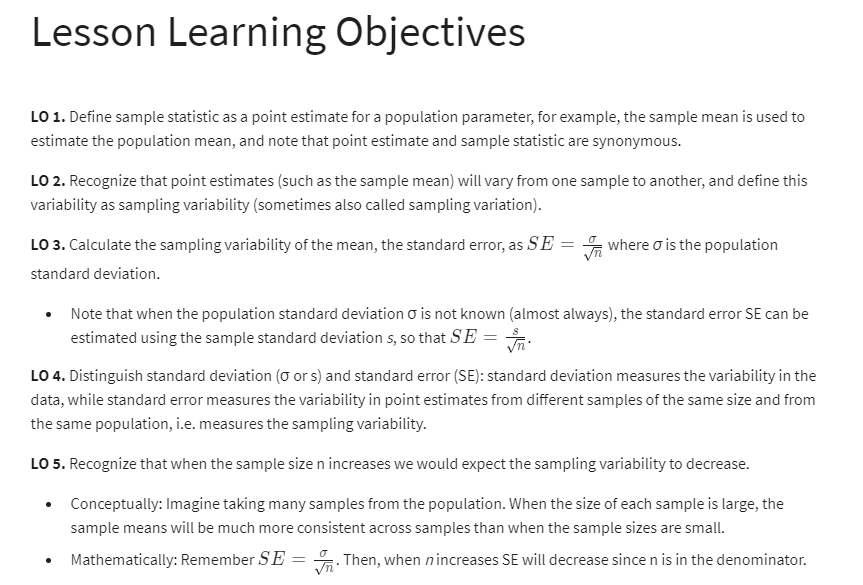 Lesson Learning Objectives
LO 1. Define sample statistic as a point estimate for a population parameter, for example, the sample mean is used to
estimate the population mean, and note that point estimate and sample statistic are synonymous.
LO 2. Recognize that point estimates (such as the sample mean) will vary from one sample to another, and define this
variability as sampling variability (sometimes also called sampling variation).
LO 3. Calculate the sampling variability of the mean, the standard error, as $SE = \frac{\sigma}{\sqrt{n}}$ where σ is the population
standard deviation.
• Note that when the population standard deviation σ is not known (almost always), the standard error SE can be
estimated using the sample standard deviation s, so that $SE = \frac{s}{\sqrt{n}}$.
LO 4. Distinguish standard deviation (σ or s) and standard error (SE): standard deviation measures the variability in the
data, while standard error measures the variability in point estimates from different samples of the same size and from
the same population, i.e. measures the sampling variability.
LO 5. Recognize that when the sample size n increases we would expect the sampling variability to decrease.
• Conceptually: Imagine taking many samples from the population. When the size of each sample is large, the
sample means will be much more consistent across samples than when the sample sizes are small.
• Mathematically: Remember $SE = \frac{\sigma}{\sqrt{n}}$. Then, when n increases SE will decrease since n is in the denominator.